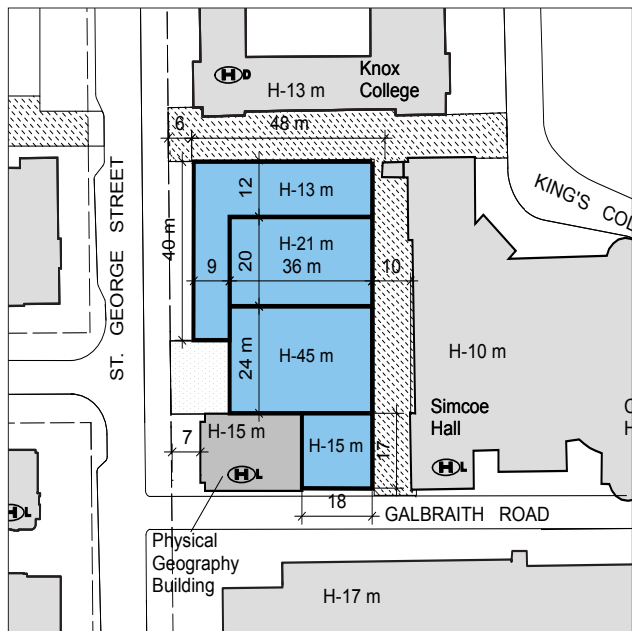 H D
H-13 m
Knox
College
6
48 m
12
H-13 m
KING'S COL
ST. GEORGE STREET
40 m
H-21 m
9
20
36 m
10
24 m
H-45 m
H-10 m
Simcoe
Hall
C
H
7
H-15 m
H-15 m
17
H L
H L
H L
18
GALBRAITH ROAD
Physical
Geography
Building
H-17 m